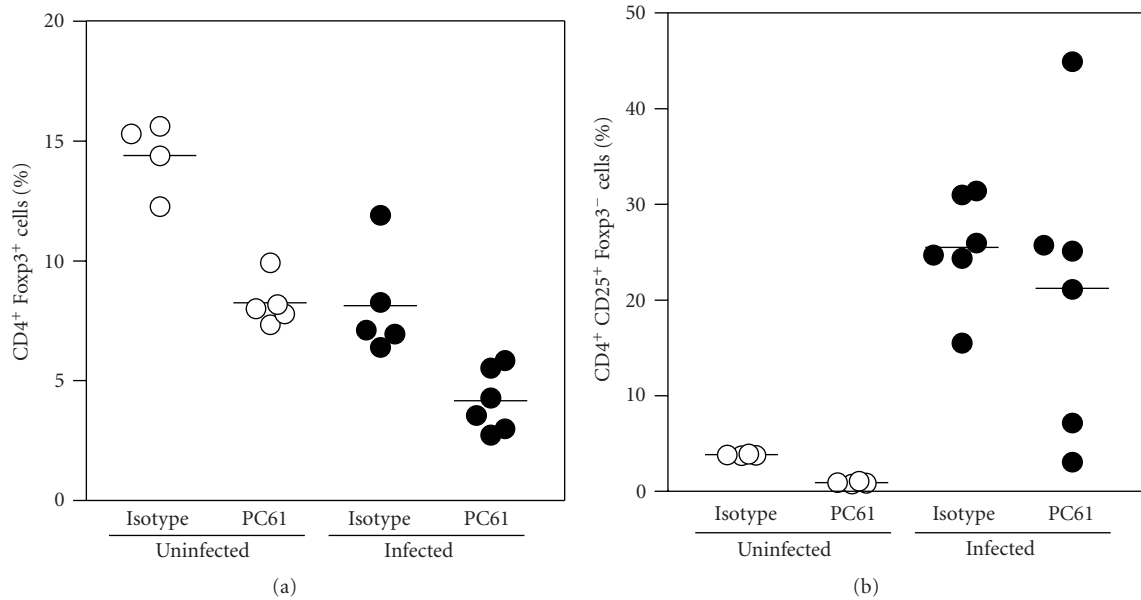 20
15
10
5
0
CD4⁺ Foxp3⁺ cells (%)
Isotype PC61 Isotype PC61
Uninfected Infected
(a)
50
40
30
20
10
0
CD4⁺ CD25⁺ Foxp3⁻ cells (%)
Isotype PC61 Isotype PC61
Uninfected Infected
(b)